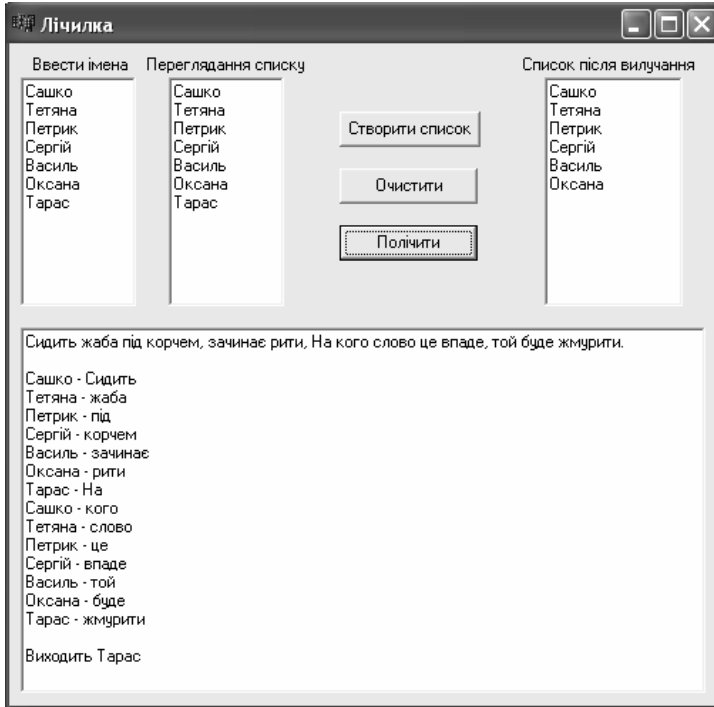 Лічилка
Ввести імена Переглядання списку Список після вилучання
Сашко
Тетяна
Петрик
Сергій
Василь
Оксана
Тарас
Сашко
Тетяна
Петрик
Сергій
Василь
Оксана
Тарас
Створити список
Очистити
Полічити
Сашко
Тетяна
Петрик
Сергій
Василь
Оксана
Сидить жаба під корчем, зачинає рити, На кого слово це впаде, той буде жмурити.
Сашко - Сидить
Тетяна - жаба
Петрик - під
Сергій - корчем
Василь - зачинає
Оксана - рити
Тарас - На
Сашко - кого
Тетяна - слово
Петрик - це
Сергій - впаде
Василь - той
Оксана - буде
Тарас - жмурити
Виходить Тарас